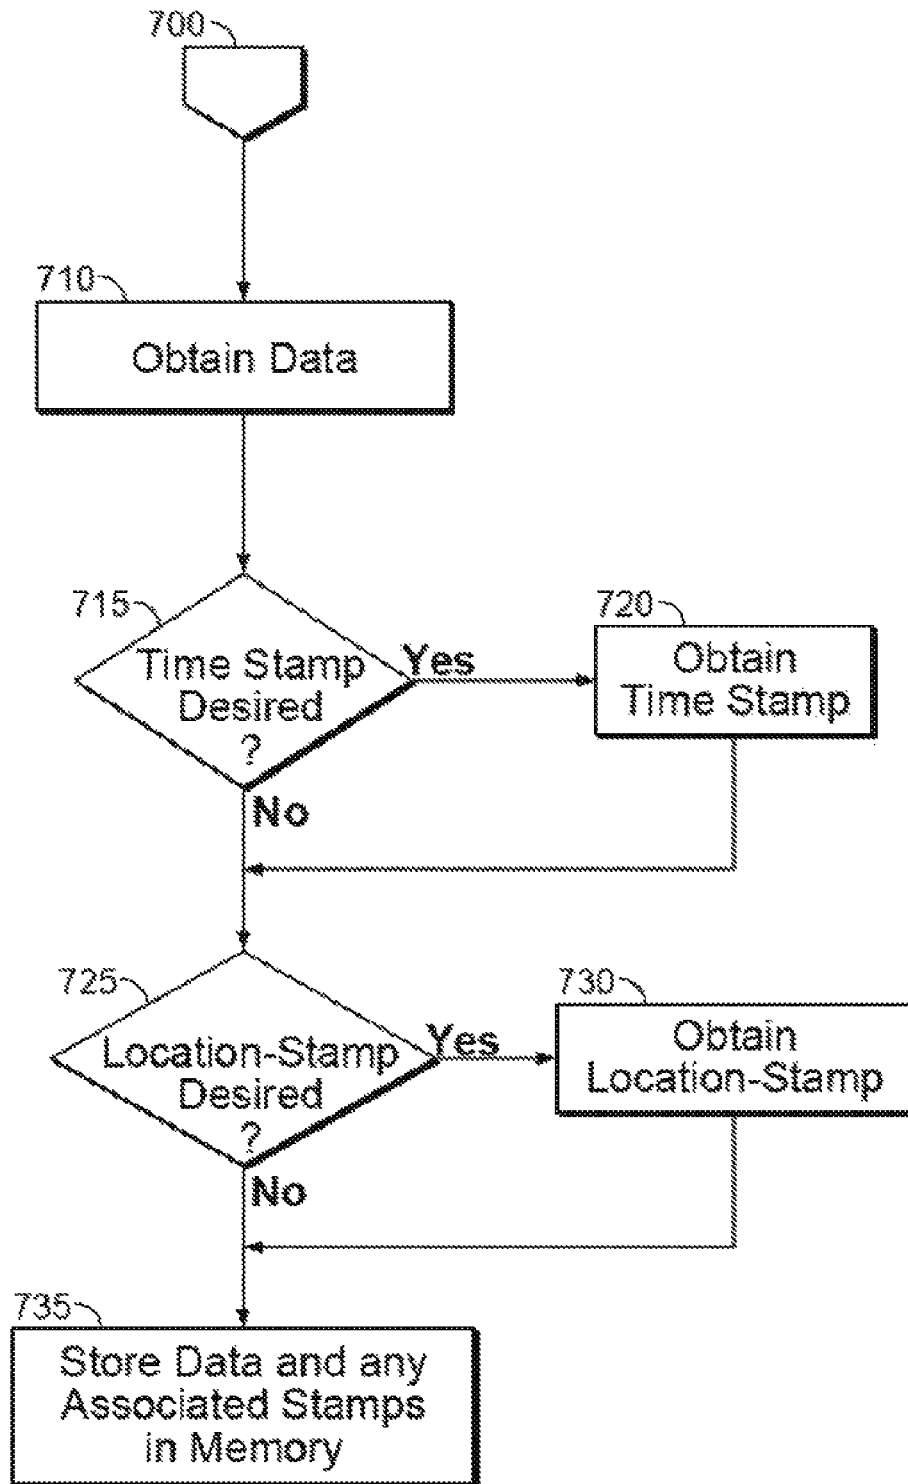 700
710
Obtain Data
715
Time Stamp
Desired
?
Yes
720
Obtain
Time Stamp
No
725
Location-Stamp
Desired
?
Yes
730
Obtain
Location-Stamp
No
735
Store Data and any
Associated Stamps
in Memory